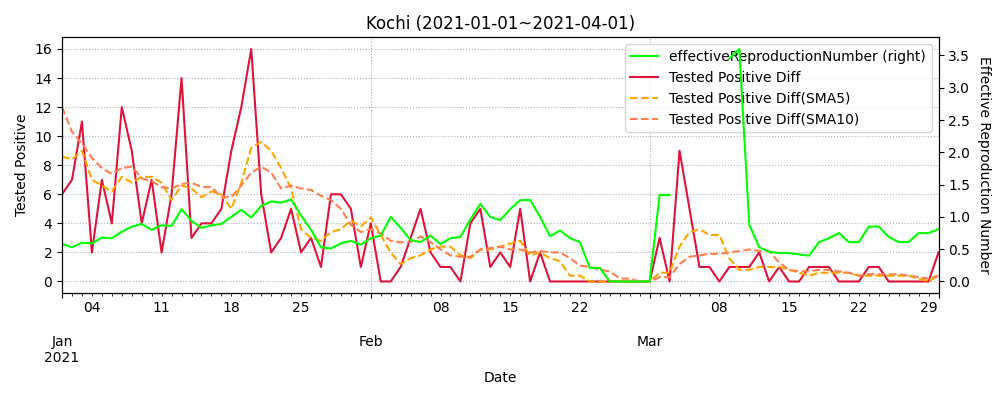 Kochi (2021-01-01~2021-04-01)
effectiveReproductionNumber (right)
Tested Positive Diff
Tested Positive Diff(SMA5)
Tested Positive Diff(SMA10)
Tested Positive
16
14
12
10
8
6
4
2
0
Effective Reproduction Number
3.5
3.0
2.5
2.0
1.5
1.0
0.5
0.0
04 11 18 25 08 15 22 08 15 22 29
Jan Feb Mar
2021
Date